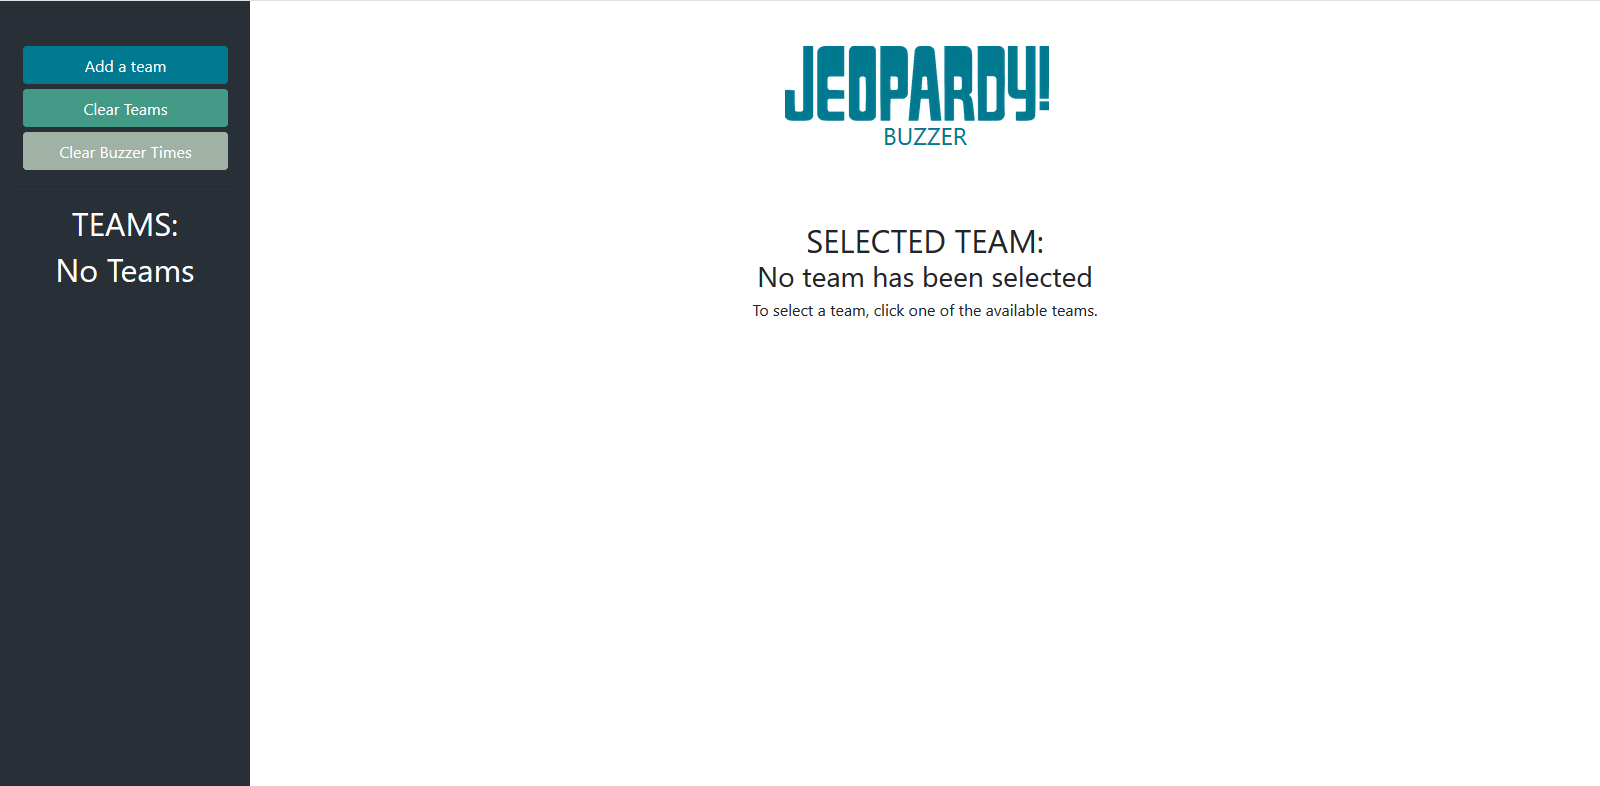 Add a team
Clear Teams
Clear Buzzer Times
TEAMS:
No Teams
JEOPARDY!
BUZZER
SELECTED TEAM:
No team has been selected
To select a team, click one of the available teams.